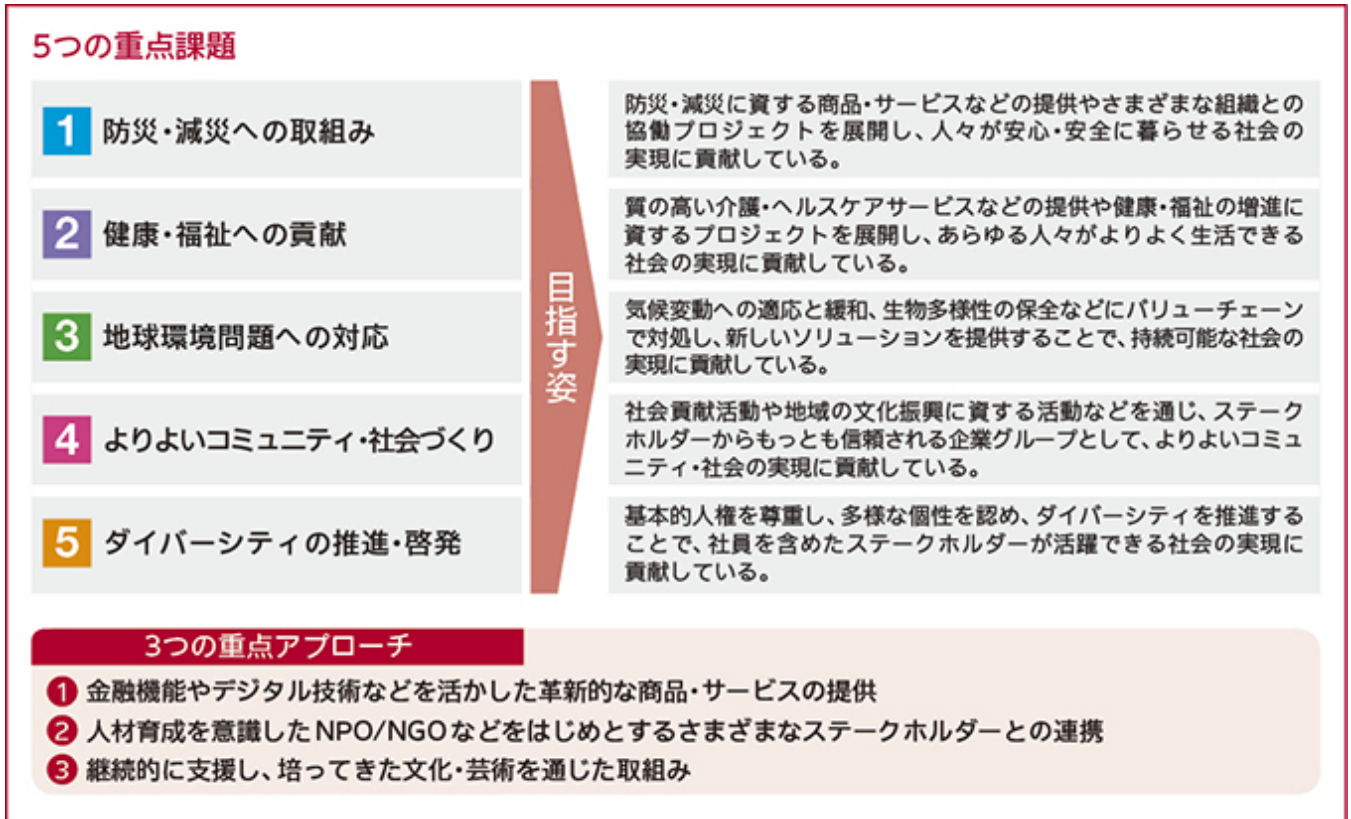 5つの重点課題
1 防災・減災への取組み
2 健康・福祉への貢献
3 地球環境問題への対応
4 よりよいコミュニティ・社会づくり
5 ダイバーシティの推進・啓発
目指す姿
防災・減災に資する商品・サービスなどの提供やさまざまな組織との
協働プロジェクトを展開し、人々が安心・安全に暮らせる社会の
実現に貢献している。
質の高い介護・ヘルスケアサービスなどの提供や健康・福祉の増進に
資するプロジェクトを展開し、あらゆる人々がよりよく生活できる
社会の実現に貢献している。
気候変動への適応と緩和、生物多様性の保全などにバリューチェーン
で対処し、新しいソリューションを提供することで、持続可能な社会の
実現に貢献している。
社会貢献活動や地域の文化振興に資する活動などを通じ、ステーク
ホルダーからもっとも信頼される企業グループとして、よりよいコミュ
ニティ・社会の実現に貢献している。
基本的人権を尊重し、多様な個性を認め、ダイバーシティを推進する
ことで、社員を含めたステークホルダーが活躍できる社会の実現に
貢献している。
3つの重点アプローチ
1 金融機能やデジタル技術などを活かした革新的な商品・サービスの提供
2 人材育成を意識したNPO/NGOなどをはじめとするさまざまなステークホルダーとの連携
3 継続的に支援し、培ってきた文化・芸術を通じた取組み